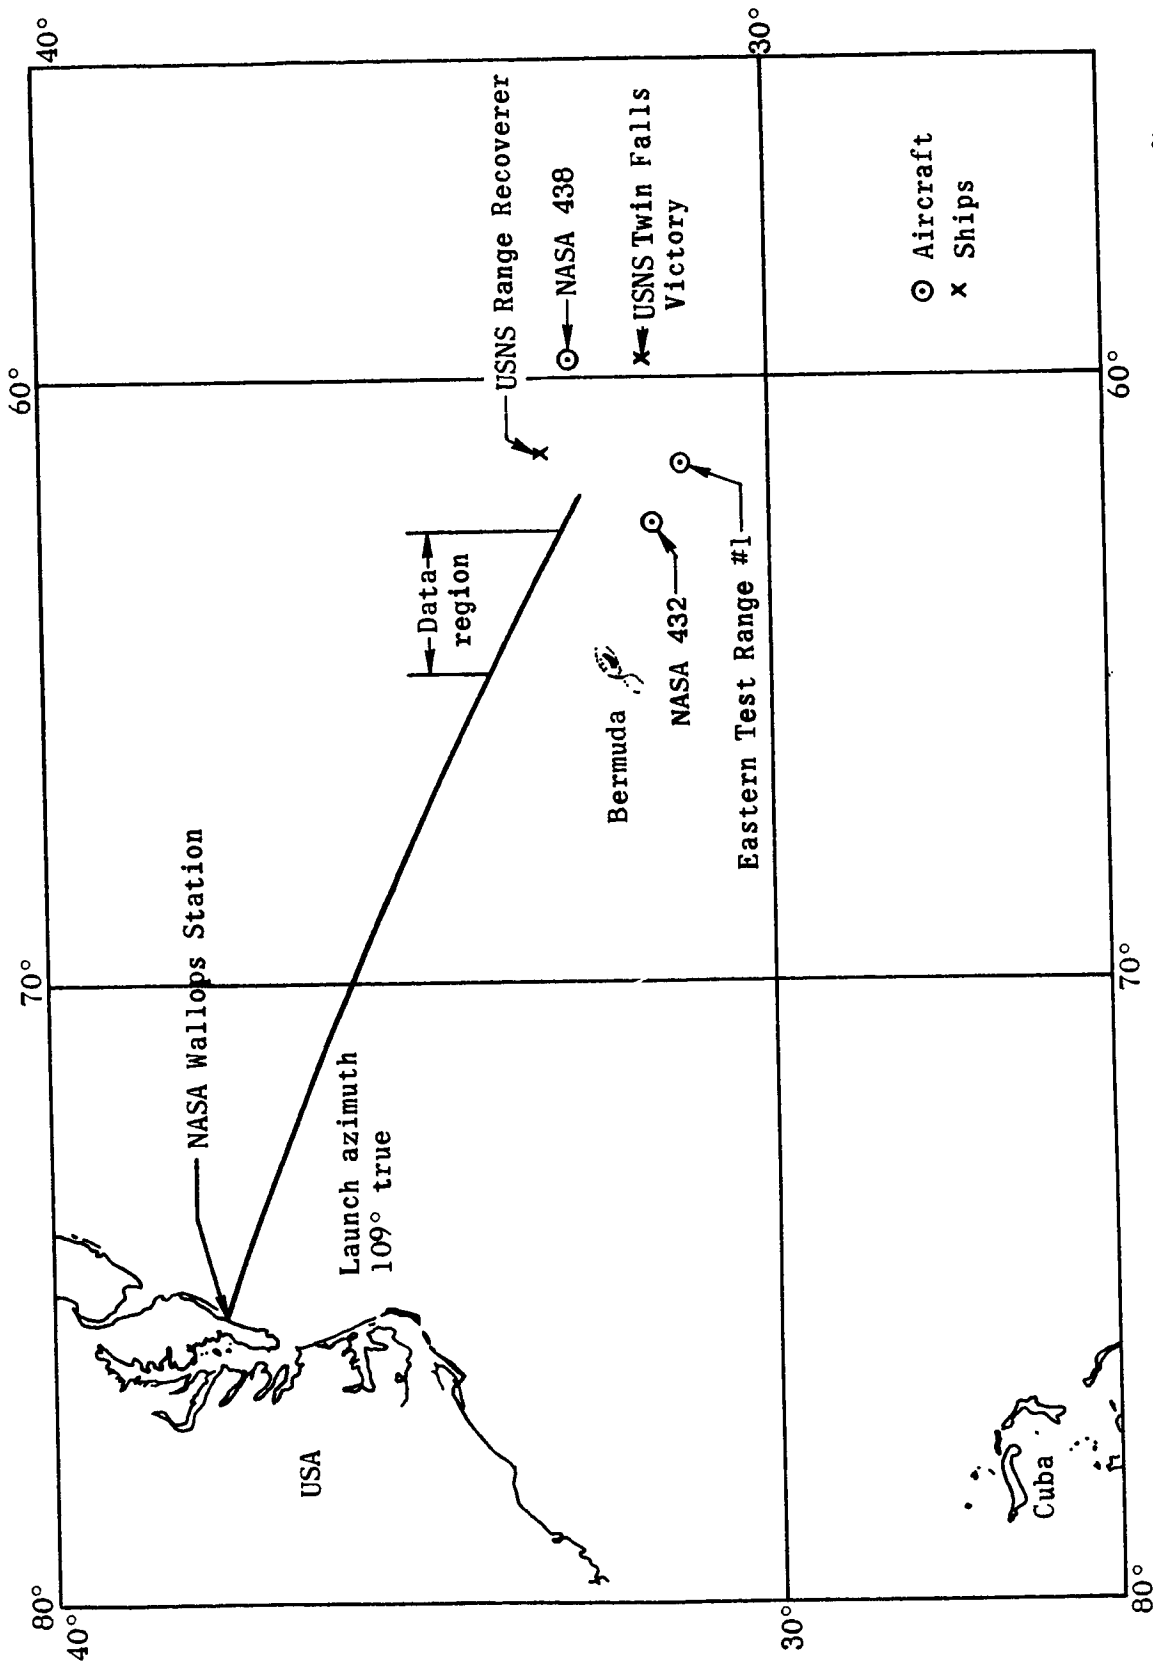 80°
70°
60°
40°
40°
NASA Wallops Station
USNS Range Recoverer
NASA 438
USNS Twin Falls
Victory
Data
region
Launch azimuth
109° true
USA
Bermuda
NASA 432
Eastern Test Range #1
30°
30°
Aircraft
x Ships
Cuba
80°
70°
60°